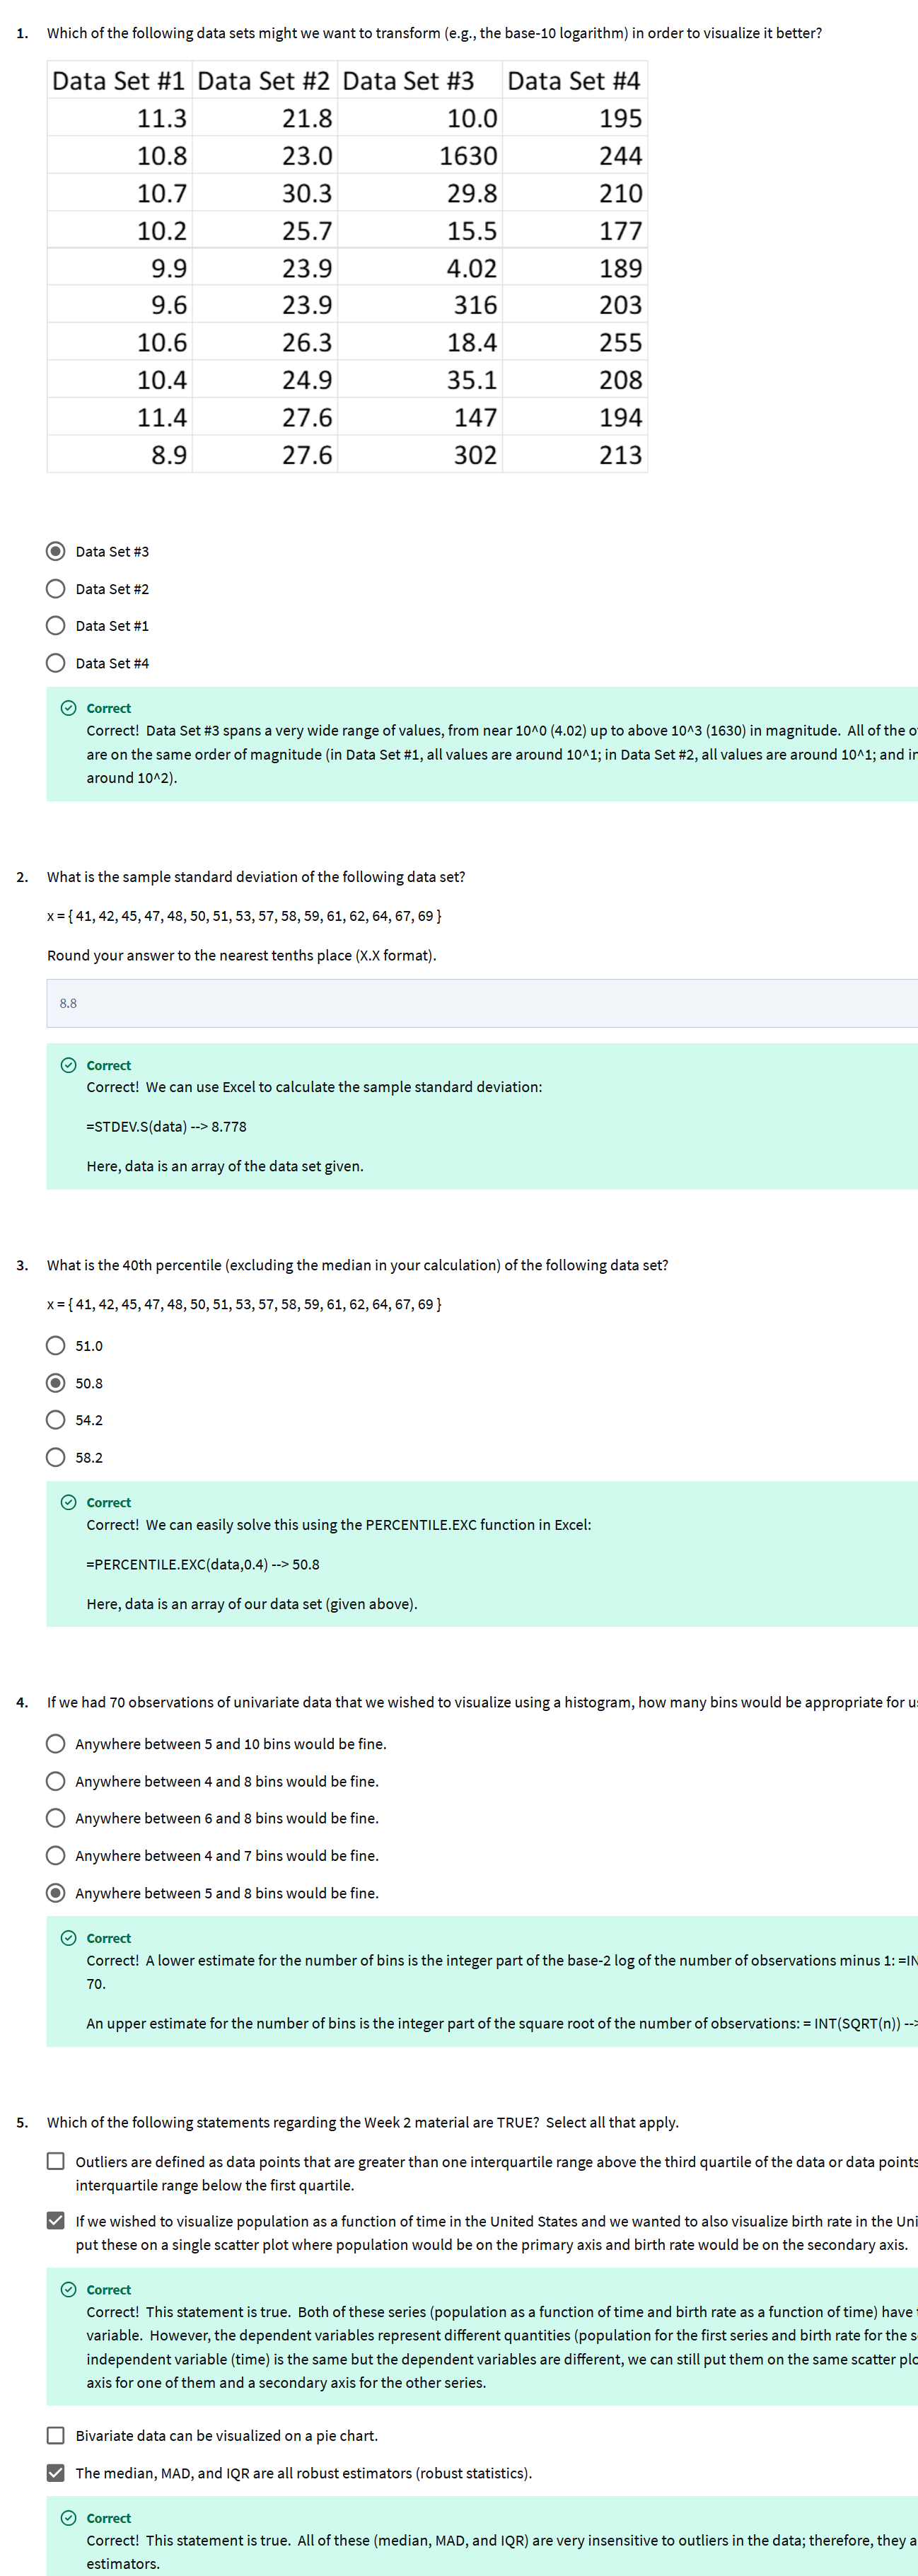 1. Which of the following data sets might we want to transform (e.g., the base-10 logarithm) in order to visualize it better?
Data Set #1 Data Set #2 Data Set #3 Data Set #4
11.3 21.8 10.0 195
10.8 23.0 1630 244
10.7 30.3 29.8 210
10.2 25.7 15.5 177
9.9 23.9 4.02 189
9.6 23.9 316 203
10.6 26.3 18.4 255
10.4 24.9 35.1 208
11.4 27.6 147 194
8.9 27.6 302 213
Data Set #3
Data Set #2
Data Set #1
Data Set #4
Correct
Correct! Data Set #3 spans a very wide range of values, from near 10^0 (4.02) up to above 10^3 (1630) in magnitude. All of the
are on the same order of magnitude (in Data Set #1, all values are around 10^1; in Data Set #2, all values are around 10^1; and
around 10^2).
2. What is the sample standard deviation of the following data set?
x = { 41, 42, 45, 47, 48, 50, 51, 53, 57, 58, 59, 61, 62, 64, 67, 69 }
Round your answer to the nearest tenths place (X.X format).
8.8
Correct
Correct! We can use Excel to calculate the sample standard deviation:
=STDEV.S(data) --> 8.778
Here, data is an array of the data set given.
3. What is the 40th percentile (excluding the median in your calculation) of the following data set?
x = { 41, 42, 45, 47, 48, 50, 51, 53, 57, 58, 59, 61, 62, 64, 67, 69 }
51.0
50.8
54.2
58.2
Correct
Correct! We can easily solve this using the PERCENTILE.EXC function in Excel:
=PERCENTILE.EXC(data,0.4) --> 50.8
Here, data is an array of our data set (given above).
4. If we had 70 observations of univariate data that we wished to visualize using a histogram, how many bins would be appropriate for
Anywhere between 5 and 10 bins would be fine.
Anywhere between 4 and 8 bins would be fine.
Anywhere between 6 and 8 bins would be fine.
Anywhere between 4 and 7 bins would be fine.
Anywhere between 5 and 8 bins would be fine.
Correct
Correct! A lower estimate for the number of bins is the integer part of the base-2 log of the number of observations minus 1:
70.
An upper estimate for the number of bins is the integer part of the square root of the number of observations: = INT(SQRT(n))
5. Which of the following statements regarding the Week 2 material are TRUE? Select all that apply.
Outliers are defined as data points that are greater than one interquartile range above the third quartile of the data or data points
interquartile range below the first quartile.
If we wished to visualize population as a function of time in the United States and we wanted to also visualize birth rate in the
put these on a single scatter plot where population would be on the primary axis and birth rate would be on the secondary axis.
Correct
Correct! This statement is true. Both of these series (population as a function of time and birth rate as a function of time) have
variable. However, the dependent variables represent different quantities (population for the first series and birth rate for the
independent variable (time) is the same but the dependent variables are different, we can still put them on the same scatter
axis for one of them and a secondary axis for the other series.
Bivariate data can be visualized on a pie chart.
The median, MAD, and IQR are all robust estimators (robust statistics).
Correct
Correct! This statement is true. All of these (median, MAD, and IQR) are very insensitive to outliers in the data; therefore, they
estimators.